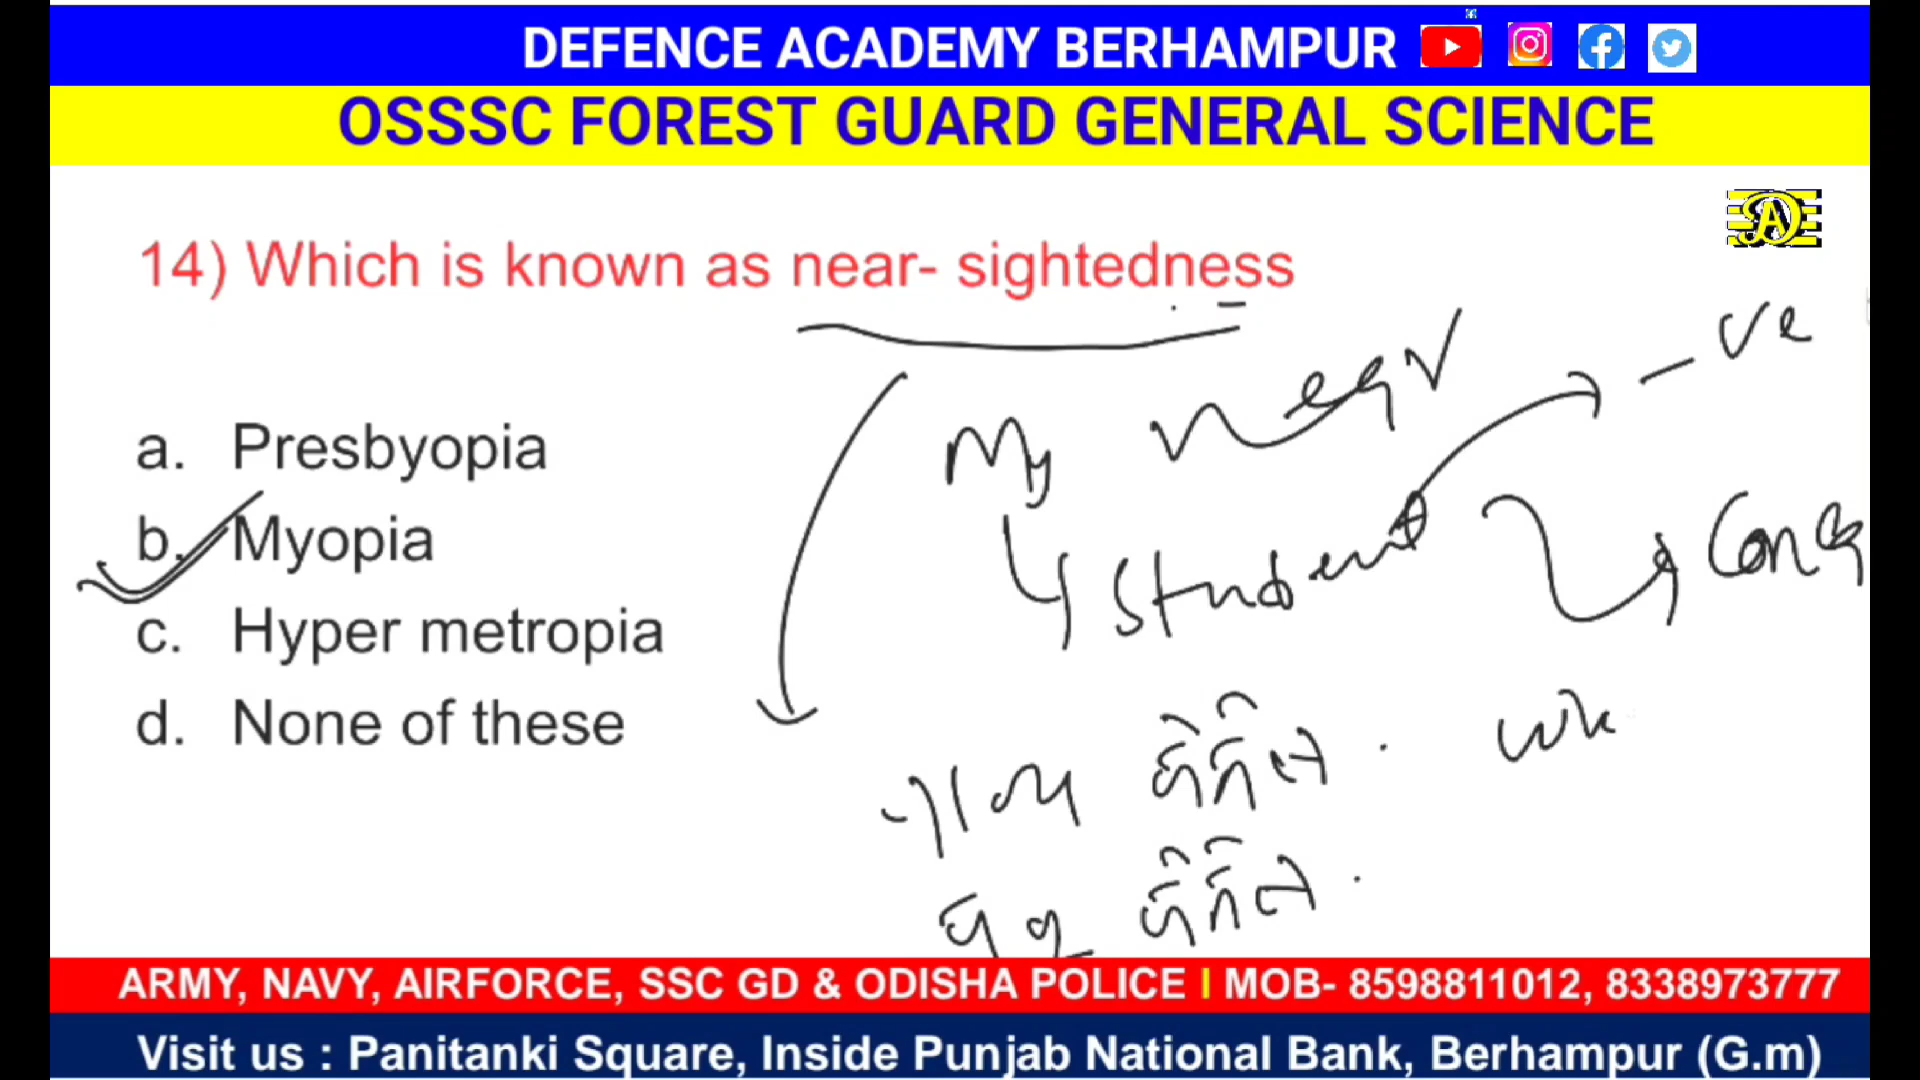 DEFENCE ACADEMY BERHAMPUR
OSSSC FOREST GUARD GENERAL SCIENCE
DA
14) Which is known as near- sightedness
a. Presbyopia
b. Myopia
c. Hyper metropia
d. None of these
-ve
My
Student
ARMY, NAVY, AIRFORCE, SSC GD & ODISHA POLICE I MOB- 8598811012, 8338973777
Visit us : Panitanki Square, Inside Punjab National Bank, Berhampur (G.m)